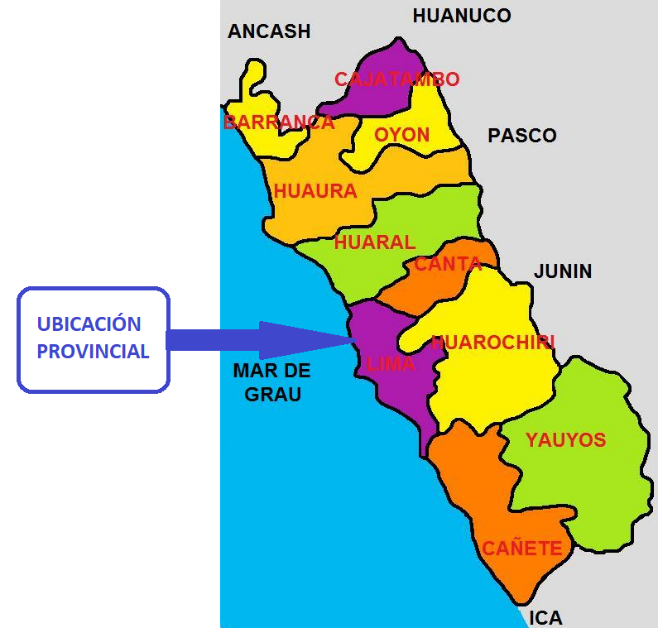 HUANUCO
ANCASH
CAJATAMBO
BARRANCA
OYON
PASCO
HUAURA
HUARAL
CANTA
JUNIN
UBICACIÓN
PROVINCIAL
HUAROCHIRI
LIMA
MAR DE
GRAU
YAUYOS
CAÑETE
ICA